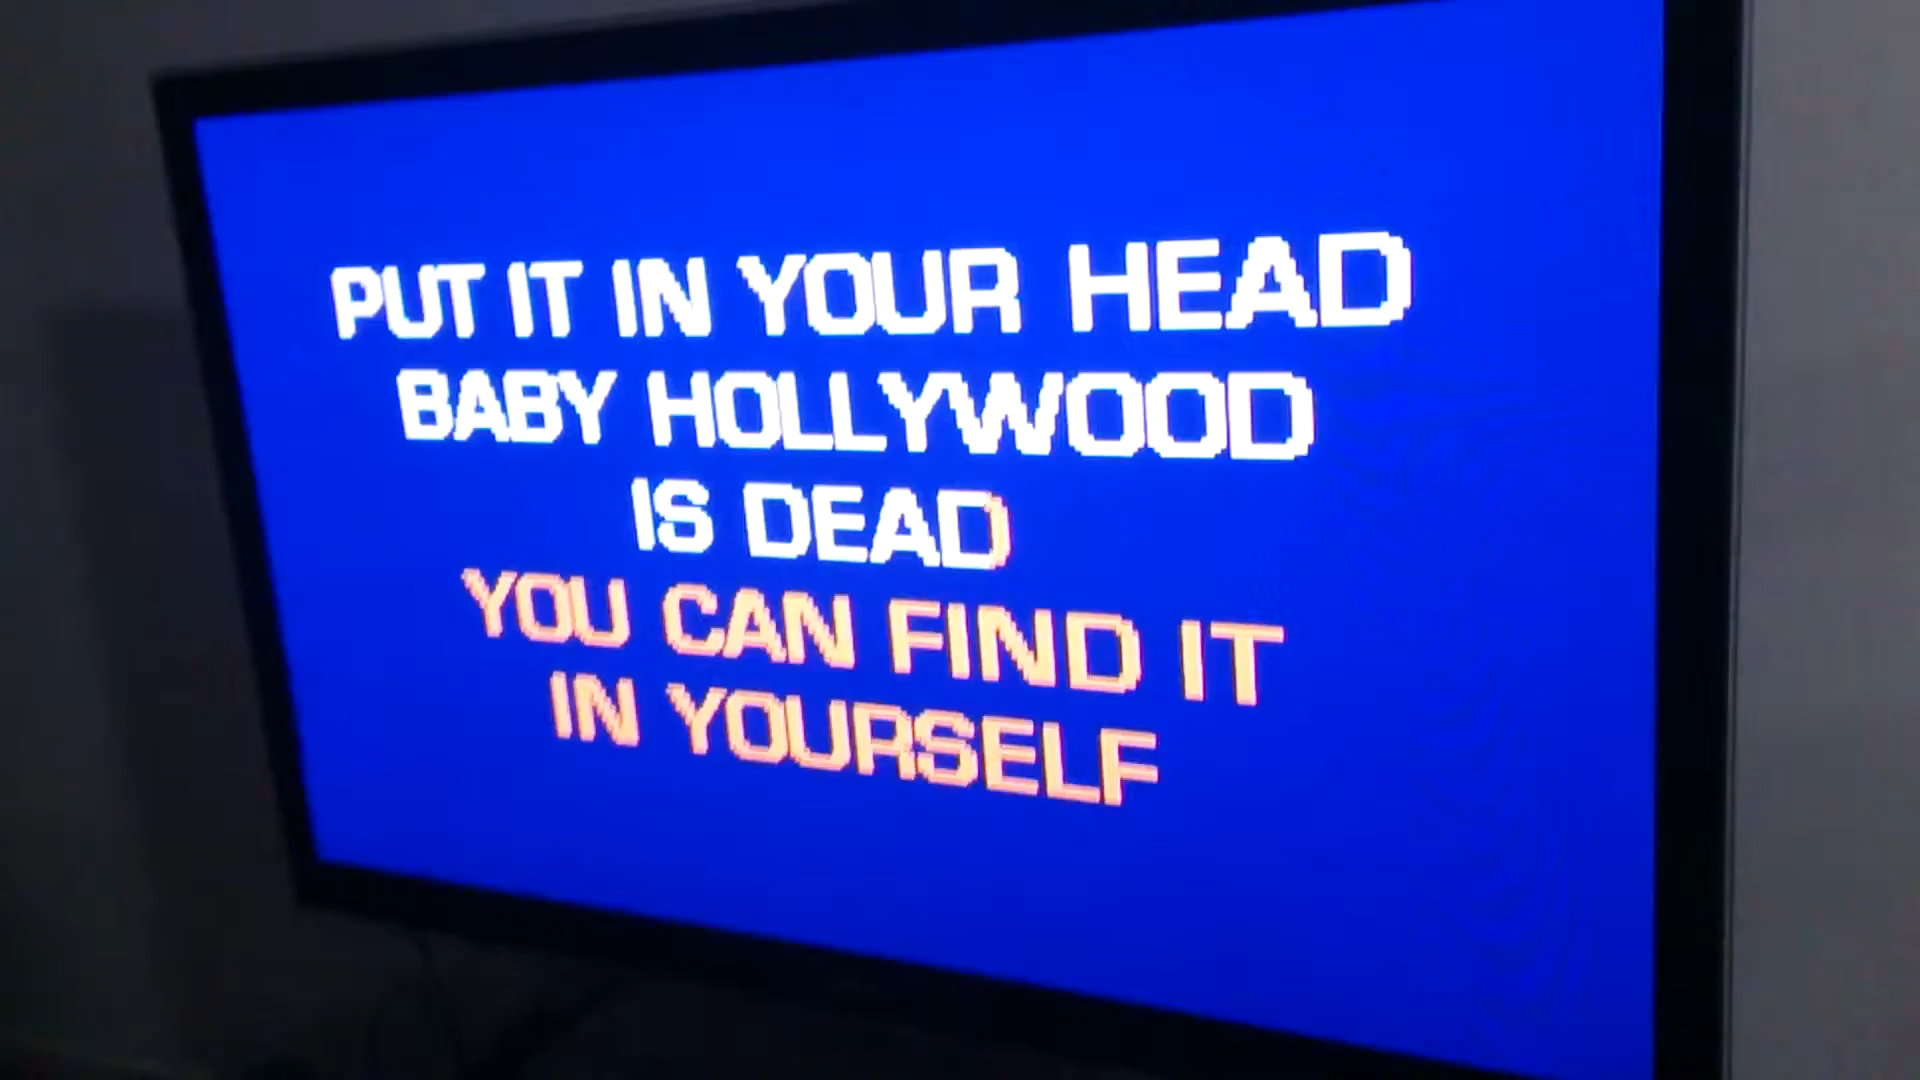 PUT IT IN YOUR HEAD
BABY HOLLYWOOD
IS DEAD
YOU CAN FIND IT
IN YOURSELF